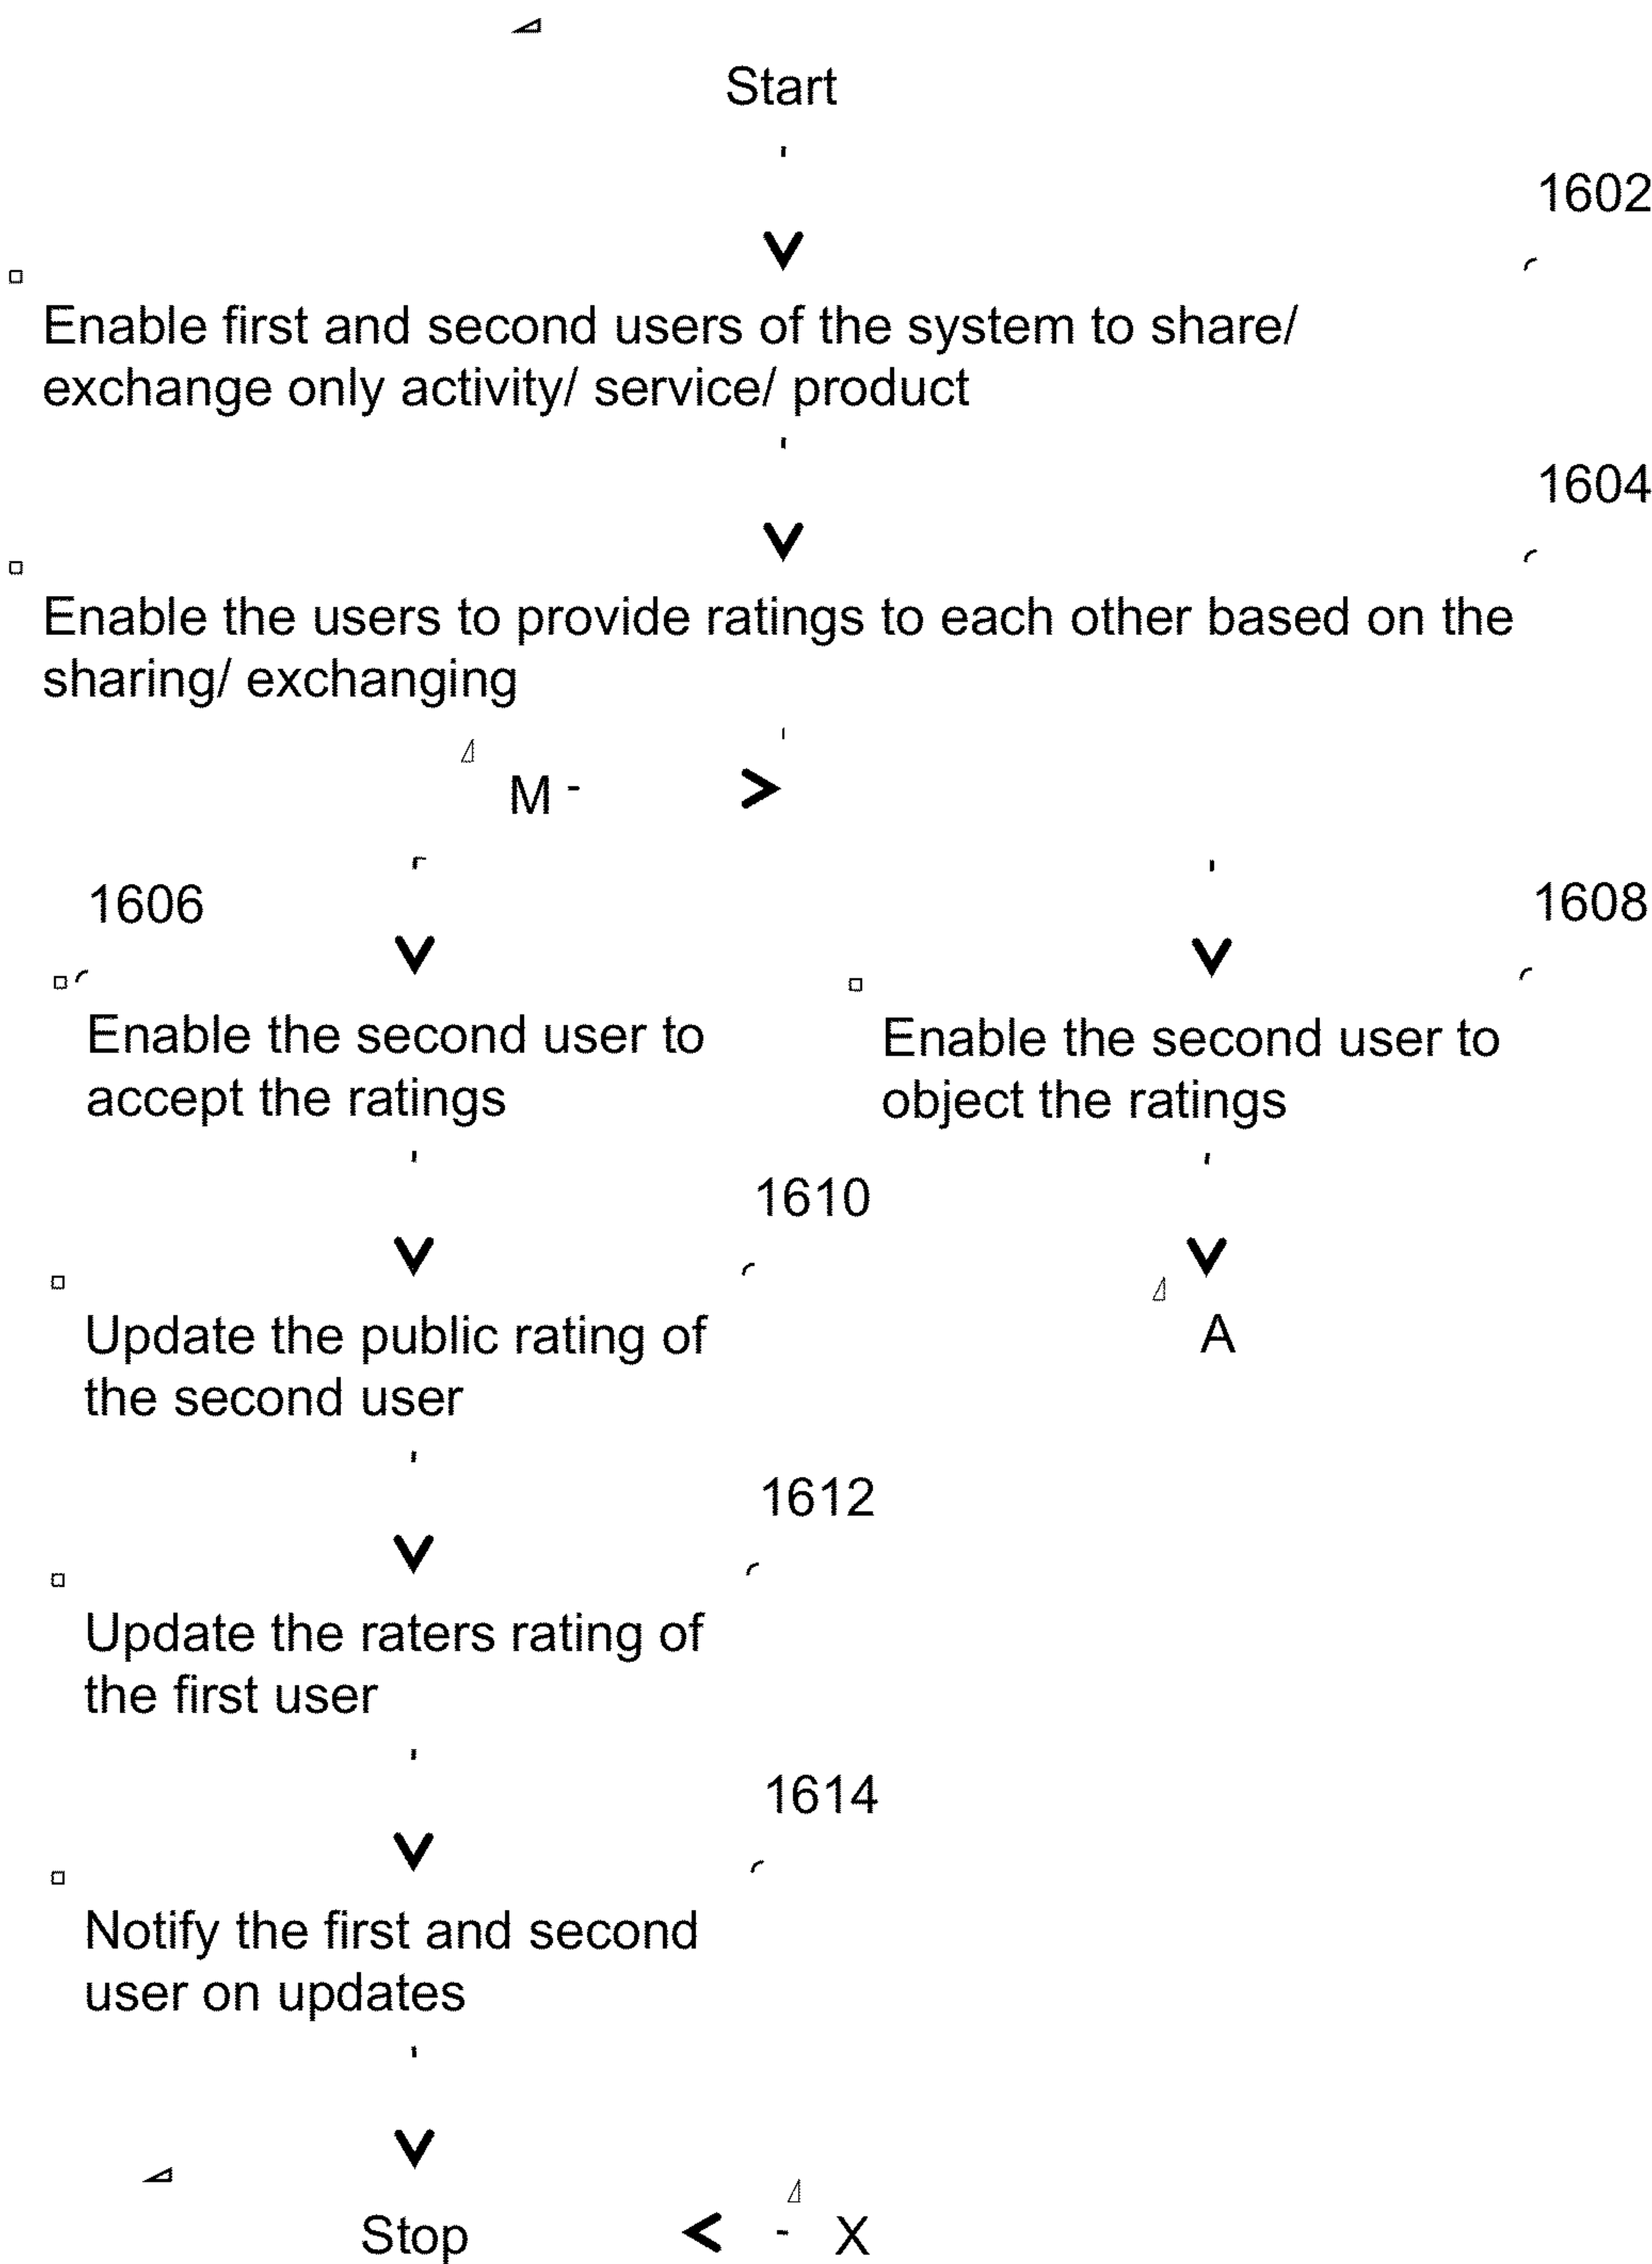 Start
1602
Enable first and second users of the system to share/
exchange only activity/ service/ product
1604
Enable the users to provide ratings to each other based on the
sharing/ exchanging
M
1606
Enable the second user to
accept the ratings
1608
Enable the second user to
object the ratings
A
1610
Update the public rating of
the second user
1612
Update the raters rating of
the first user
1614
Notify the first and second
user on updates
Stop
X